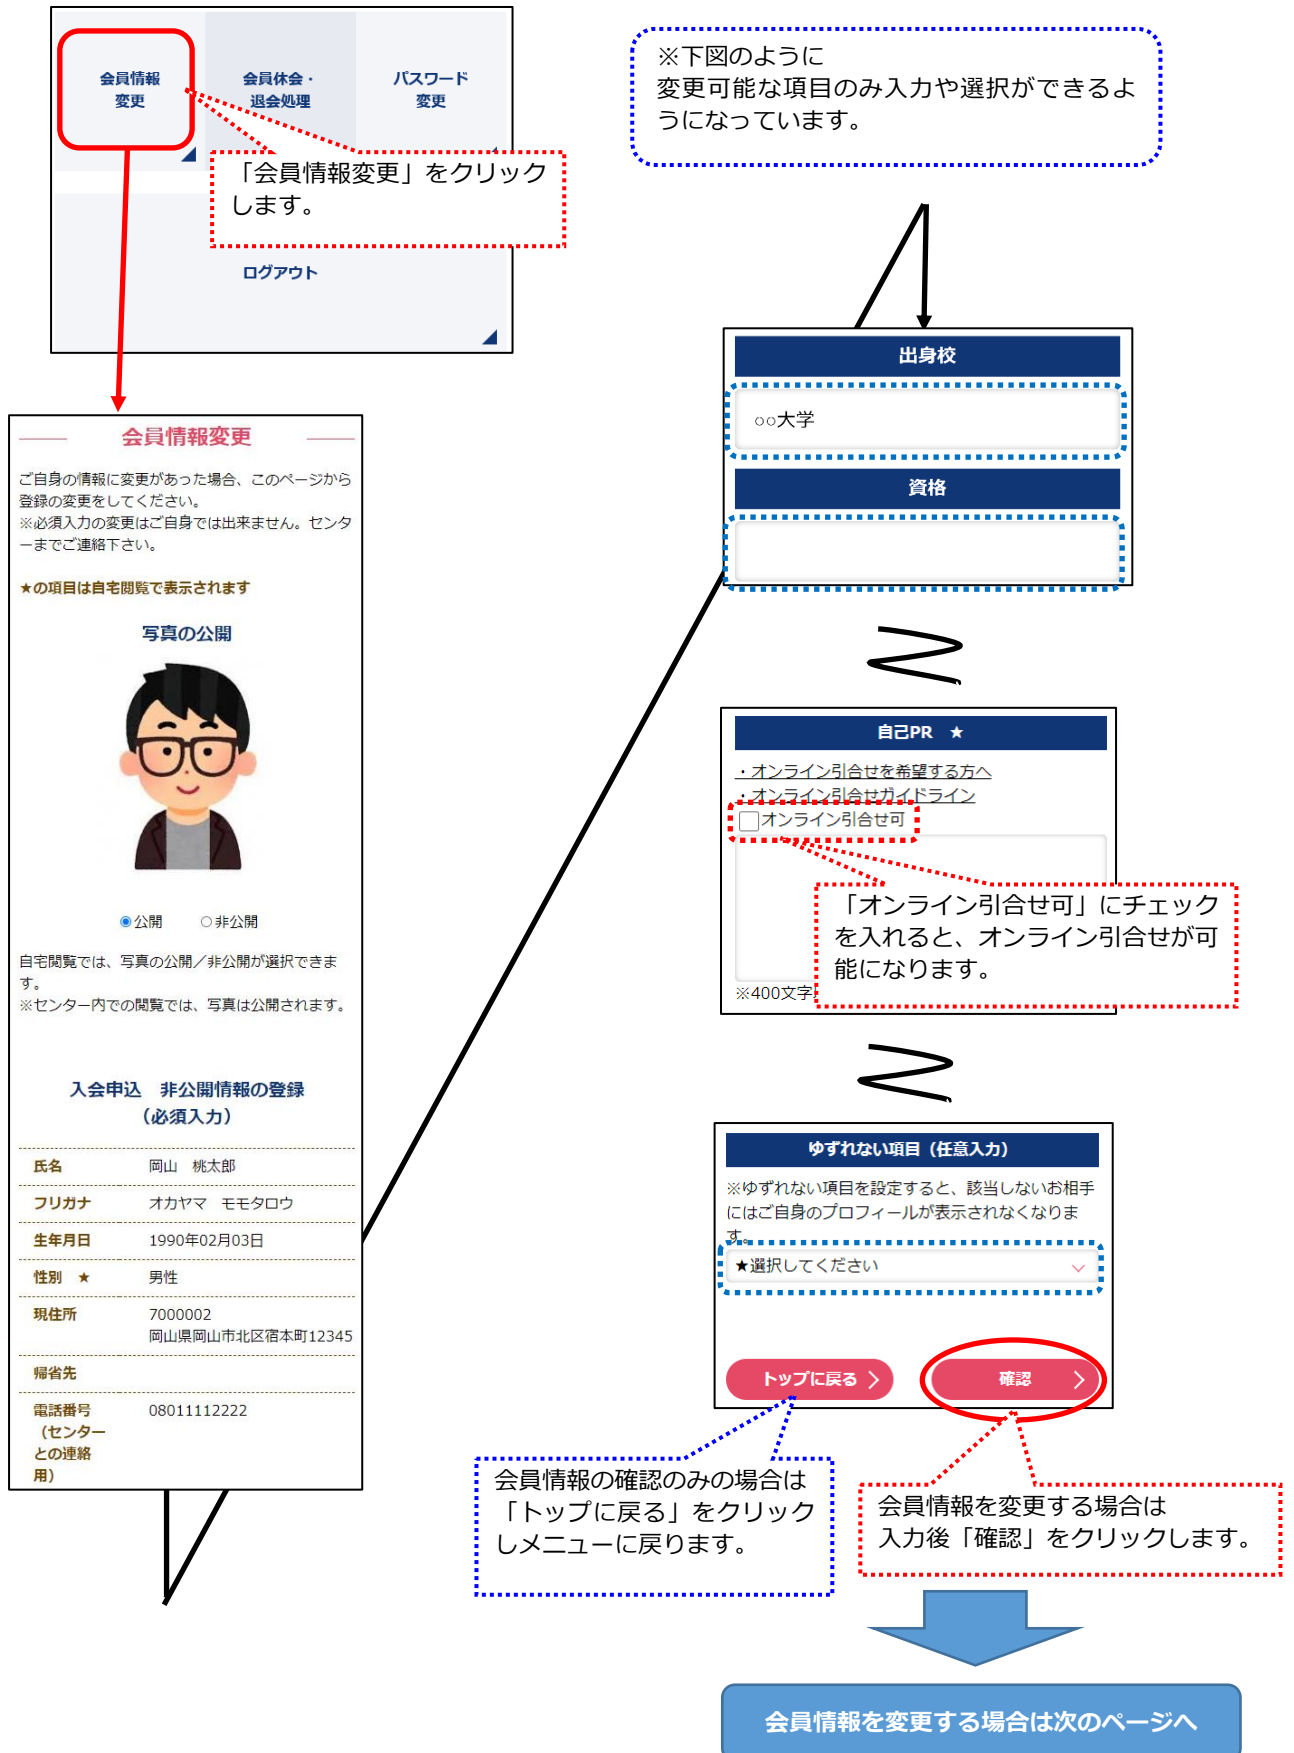 会員情報
変更
会員休会・
退会処理
パスワード
変更
「会員情報変更」をクリック
します。
ログアウト
会員情報変更
ご自身の情報に変更があった場合、このページから
登録の変更をしてください。
※必須入力の変更はご自身では出来ません。センタ
ーまでご連絡下さい。
★の項目は自宅閲覧で表示されます
写真の公開
公開
非公開
自宅閲覧では、写真の公開／非公開が選択できま
す。
※センター内での閲覧では、写真は公開されます。
入会申込　非公開情報の登録
（必須入力）
氏名　岡山　桃太郎
フリガナ　オカヤマ　モモタロウ
生年月日　1990年02月03日
性別　★　男性
現住所　7000002
岡山県岡山市北区宿本町12345
帰省先
電話番号　08011112222
（センター
との連絡
用）
※下図のように
変更可能な項目のみ入力や選択ができるよ
うになっています。
出身校
○○大学
資格
自己PR　★
・オンライン引合せを希望する方へ
・オンライン引合せガイドライン
オンライン引合せ可
「オンライン引合せ可」にチェック
を入れると、オンライン引合せが可
能になります。
※400文字
ゆずれない項目（任意入力）
※ゆずれない項目を設定すると、該当しないお相手
にはご自身のプロフィールが表示されなくなりま
す。
★選択してください
トップに戻る
確認
会員情報の確認のみの場合は
「トップに戻る」をクリック
しメニューに戻ります。
会員情報を変更する場合は
入力後「確認」をクリックします。
会員情報を変更する場合は次のページへ